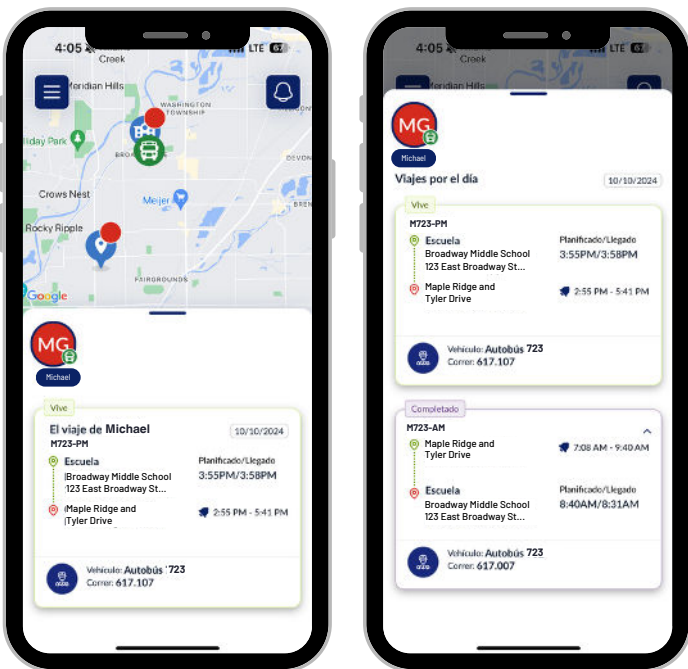 4:05
LTE
Creek
Meridian Hills
WASHINGTON
TOWNSHIP
liday Park
DEVON
Crows Nest
Meijer
BREN
Rocky Ripple
FAIRGROUNDS
Google
MG
Michael
Vive
El viaje de Michael
10/10/2024
M723-PM
Escuela
Planificado/Llegado
Broadway Middle School
3:55PM/3:58PM
123 East Broadway St...
Maple Ridge and
2:55 PM - 5:41 PM
Tyler Drive
Vehículo: Autobús 723
Correr: 617.107
4:05
LTE
Creek
Meridian Hills
MG
Michael
Viajes por el día
10/10/2024
Vive
M723-PM
Escuela
Planificado/Llegado
Broadway Middle School
3:55PM/3:58PM
123 East Broadway St...
Maple Ridge and
2:55 PM - 5:41 PM
Tyler Drive
Vehículo: Autobús 723
Correr: 617.107
Completado
M723-AM
Maple Ridge and
7:08 AM - 9:40 AM
Tyler Drive
Escuela
Planificado/Llegado
Broadway Middle School
8:40AM/8:31AM
123 East Broadway St...
Vehículo: Autobús 723
Correr: 617.007